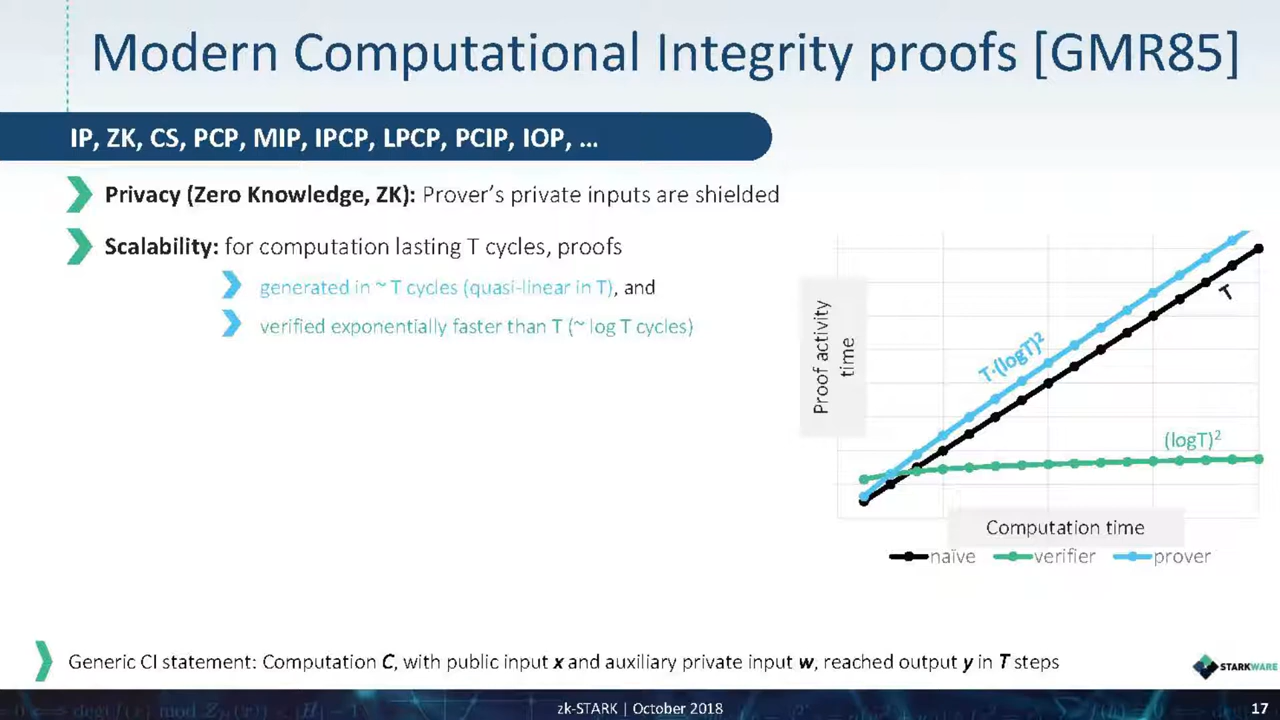 Modern Computational Integrity proofs [GMR85]
IP, ZK, CS, PCP, MIP, IPCP, LPCP, PCIP, IOP, ...
Privacy (Zero Knowledge, ZK): Prover's private inputs are shielded
Scalability: for computation lasting T cycles, proofs
generated in ~ T cycles (quasi-linear in T), and
verified exponentially faster than T (~ log T cycles)
Proof activity
time
T·(logT)²
T
(logT)²
Computation time
naïve verifier prover
Generic CI statement: Computation C, with public input x and auxiliary private input w, reached output y in T steps
STARKWARE
zk-STARK | October 2018
17